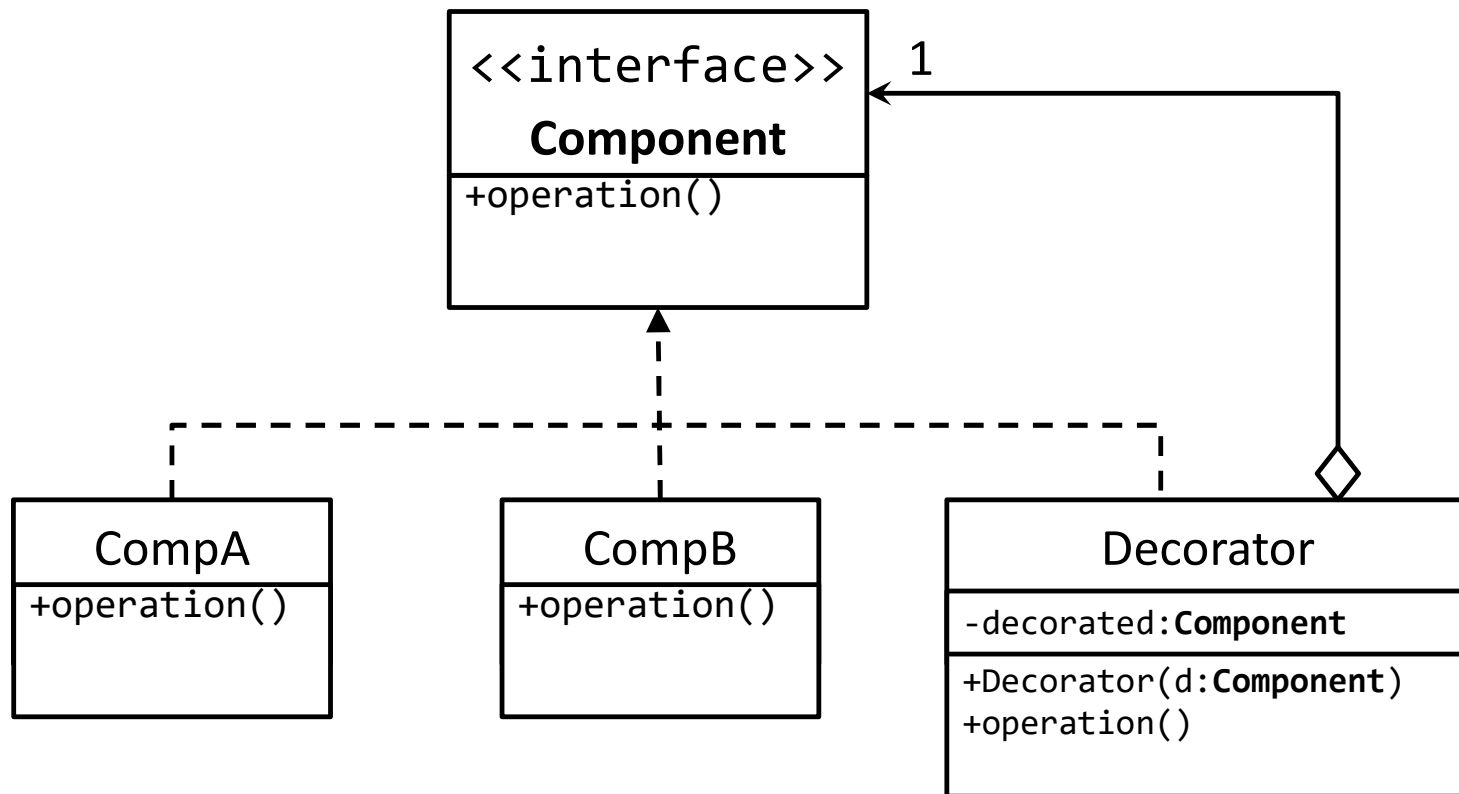 <<interface>>
Component
+operation()
1
CompA
+operation()
CompB
+operation()
Decorator
-decorated:Component
+Decorator(d:Component)
+operation()